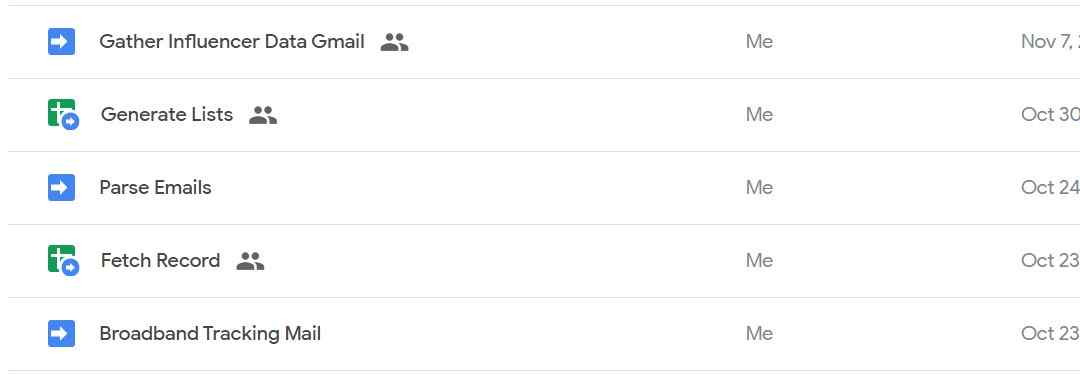 Gather Influencer Data Gmail Me Nov 7,
Generate Lists Me Oct 30
Parse Emails Me Oct 24
Fetch Record Me Oct 23
Broadband Tracking Mail Me Oct 23